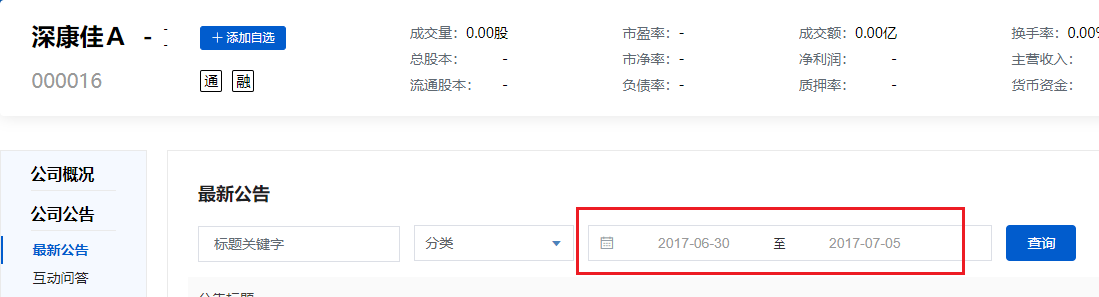 深康佳A -
+ 添加自选
成交量: 0.00股
市盈率: -
成交额: 0.00亿
换手率: 0.00%
总股本: -
市净率: -
净利润: -
主营收入:
000016
通 融
流通股本: -
负债率: -
质押率: -
货币资金:
公司概况
公司公告
最新公告
互动问答
最新公告
标题关键字
分类
2017-06-30 至 2017-07-05
查询
公告标题